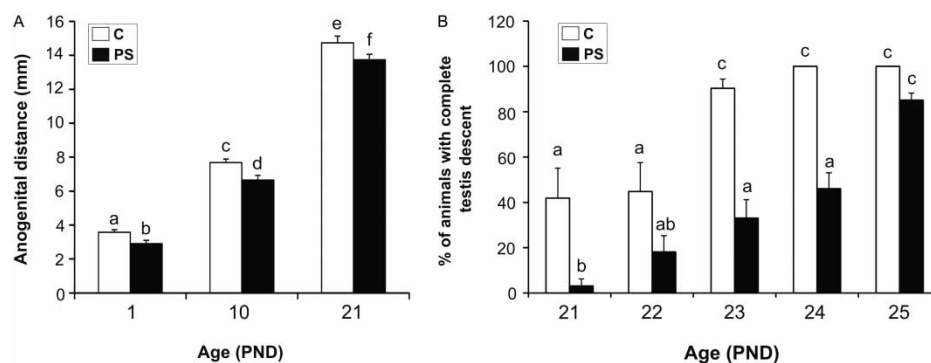 A
Anogenital distance (mm)
16
14
12
10
8
6
4
2
0
C
PS
a
b
c
d
e
f
1
10
21
Age (PND)
B
% of animals with complete
testis descent
120
100
80
60
40
20
0
C
PS
a
b
a
ab
c
a
c
a
c
c
21
22
23
24
25
Age (PND)